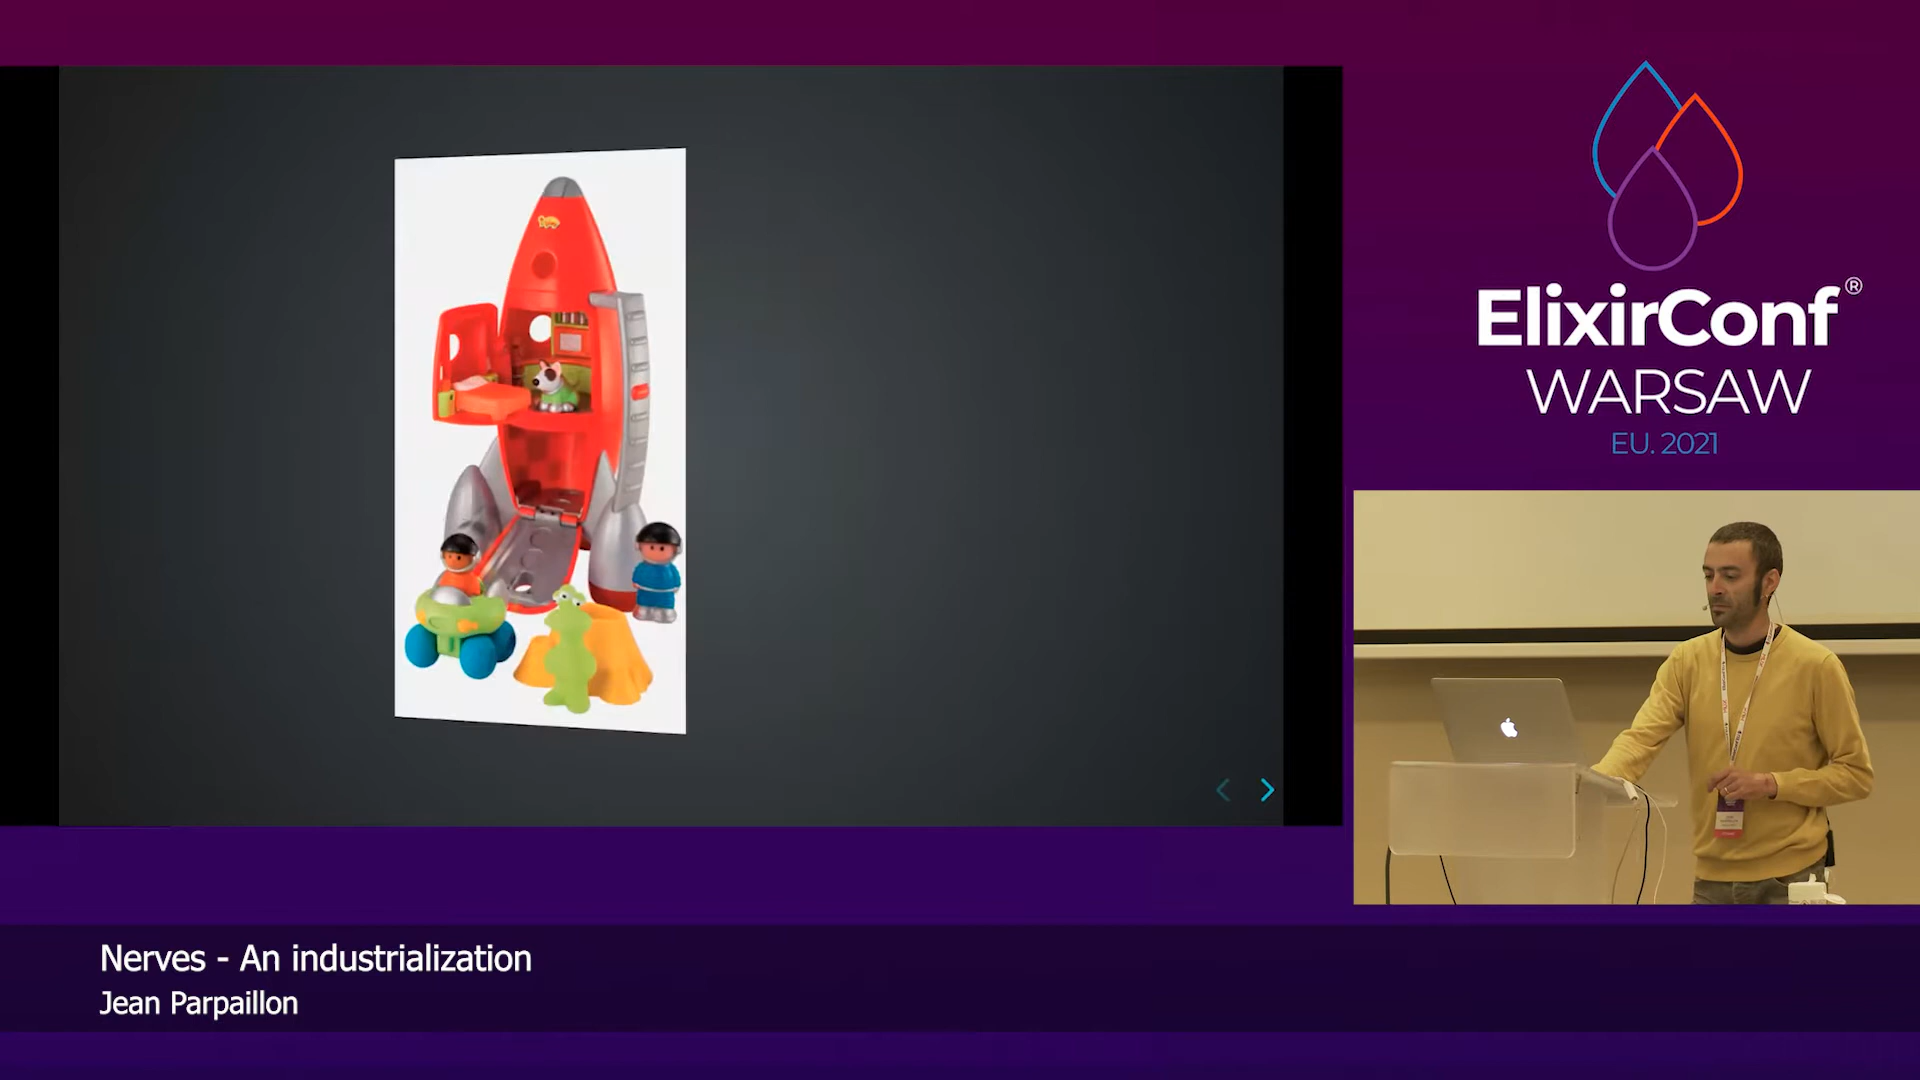 ElixirConf®
WARSAW
EU. 2021
Nerves - An industrialization
Jean Parpaillon